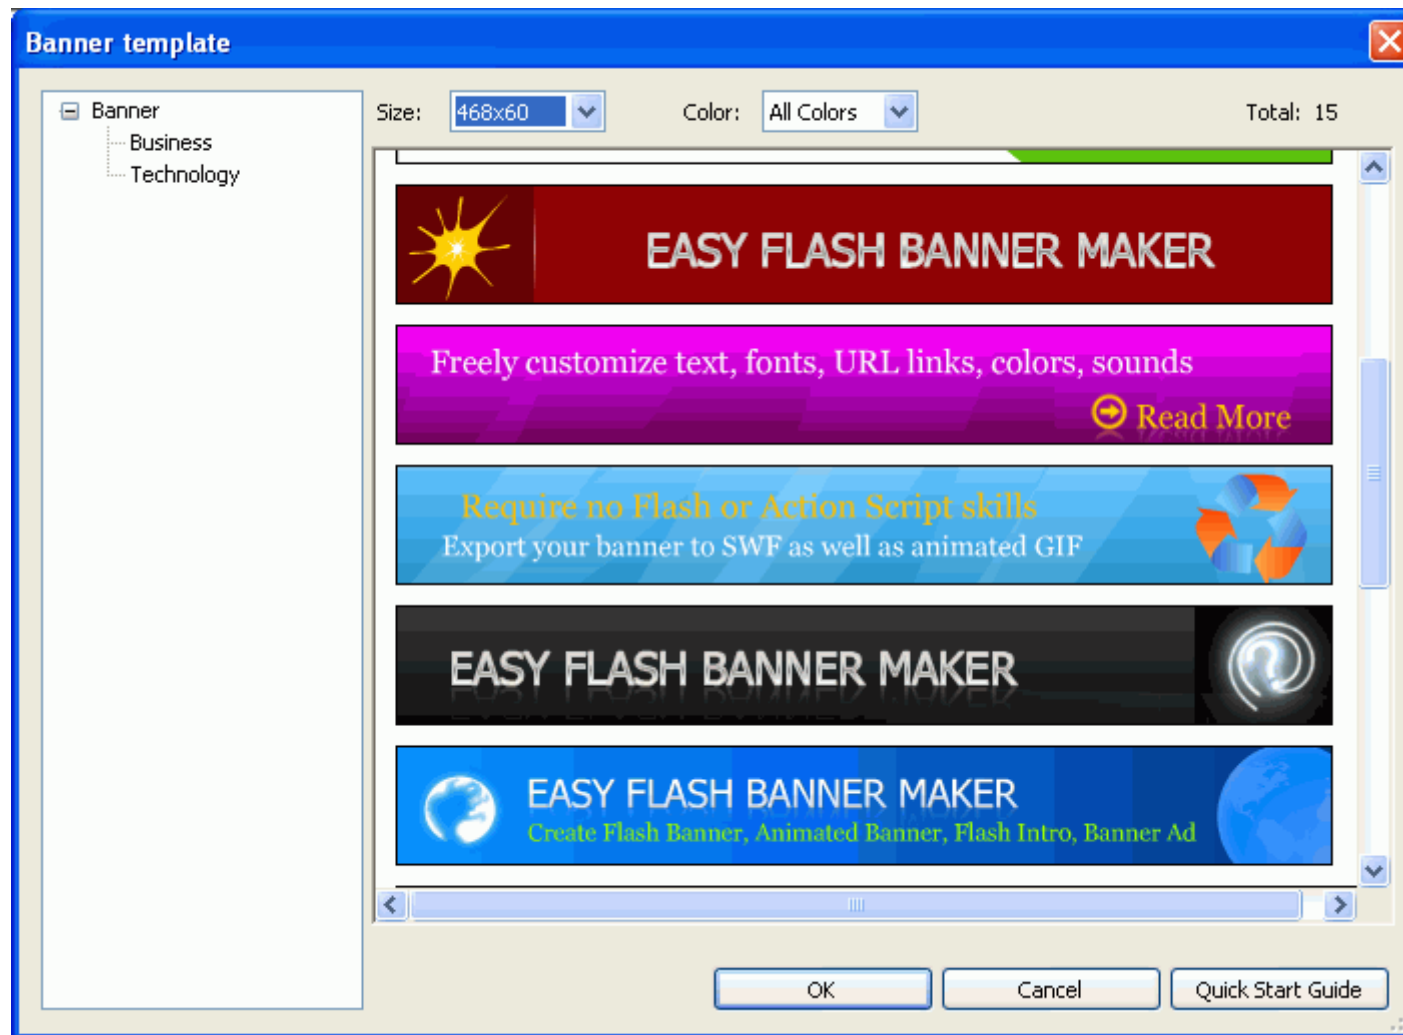 Banner template
Banner
Business
Technology
Size: 468x60 Color: All Colors Total: 15
EASY FLASH BANNER MAKER
Freely customize text, fonts, URL links, colors, sounds
Read More
Require no Flash or Action Script skills
Export your banner to SWF as well as animated GIF
EASY FLASH BANNER MAKER
EASY FLASH BANNER MAKER
Create Flash Banner, Animated Banner, Flash Intro, Banner Ad
OK Cancel Quick Start Guide